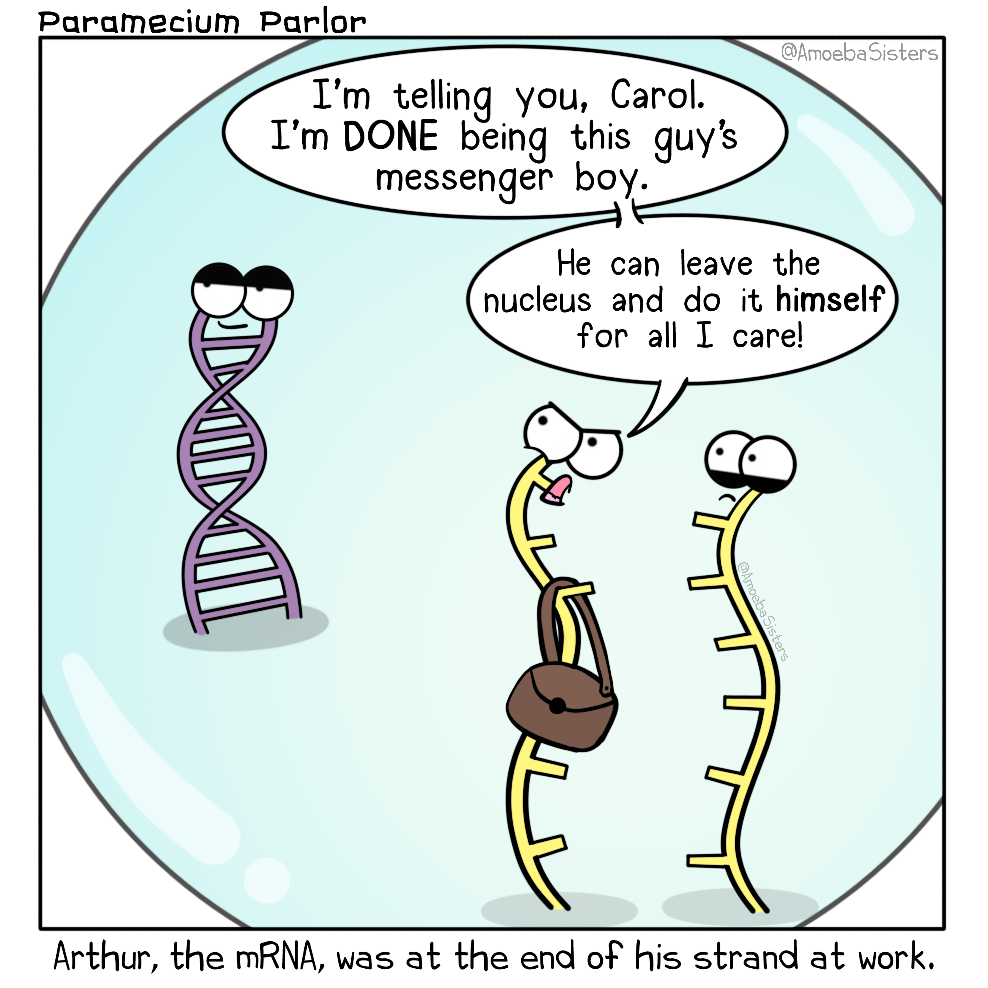 Paramecium Parlor
@AmoebaSisters
I'm telling you, Carol.
I'm DONE being this guy's
messenger boy.
He can leave the
nucleus and do it himself
for all I care!
@AmoebaSisters
Arthur, the mRNA, was at the end of his strand at work.